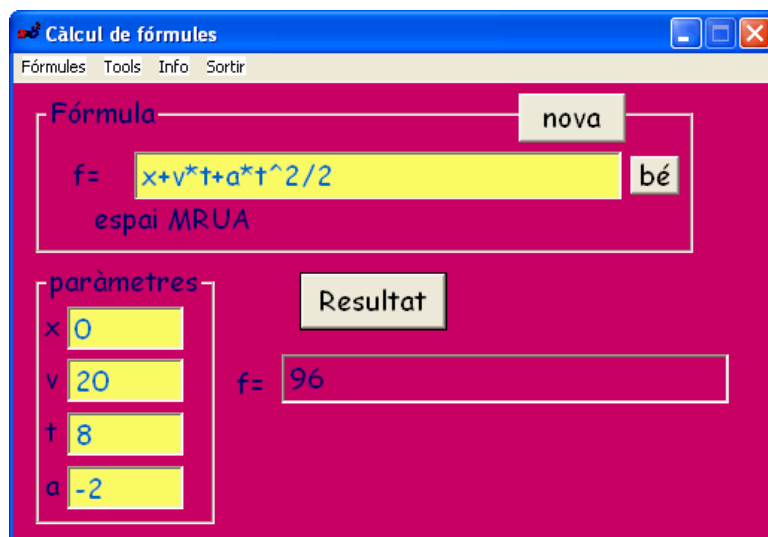 Càlcul de fórmules
Fórmules Tools Info Sortir
Fórmula
nova
f= x+v*t+a*t^2/2 bé
espai MRUA
paràmetres
Resultat
x 0
v 20
f= 96
t 8
a -2